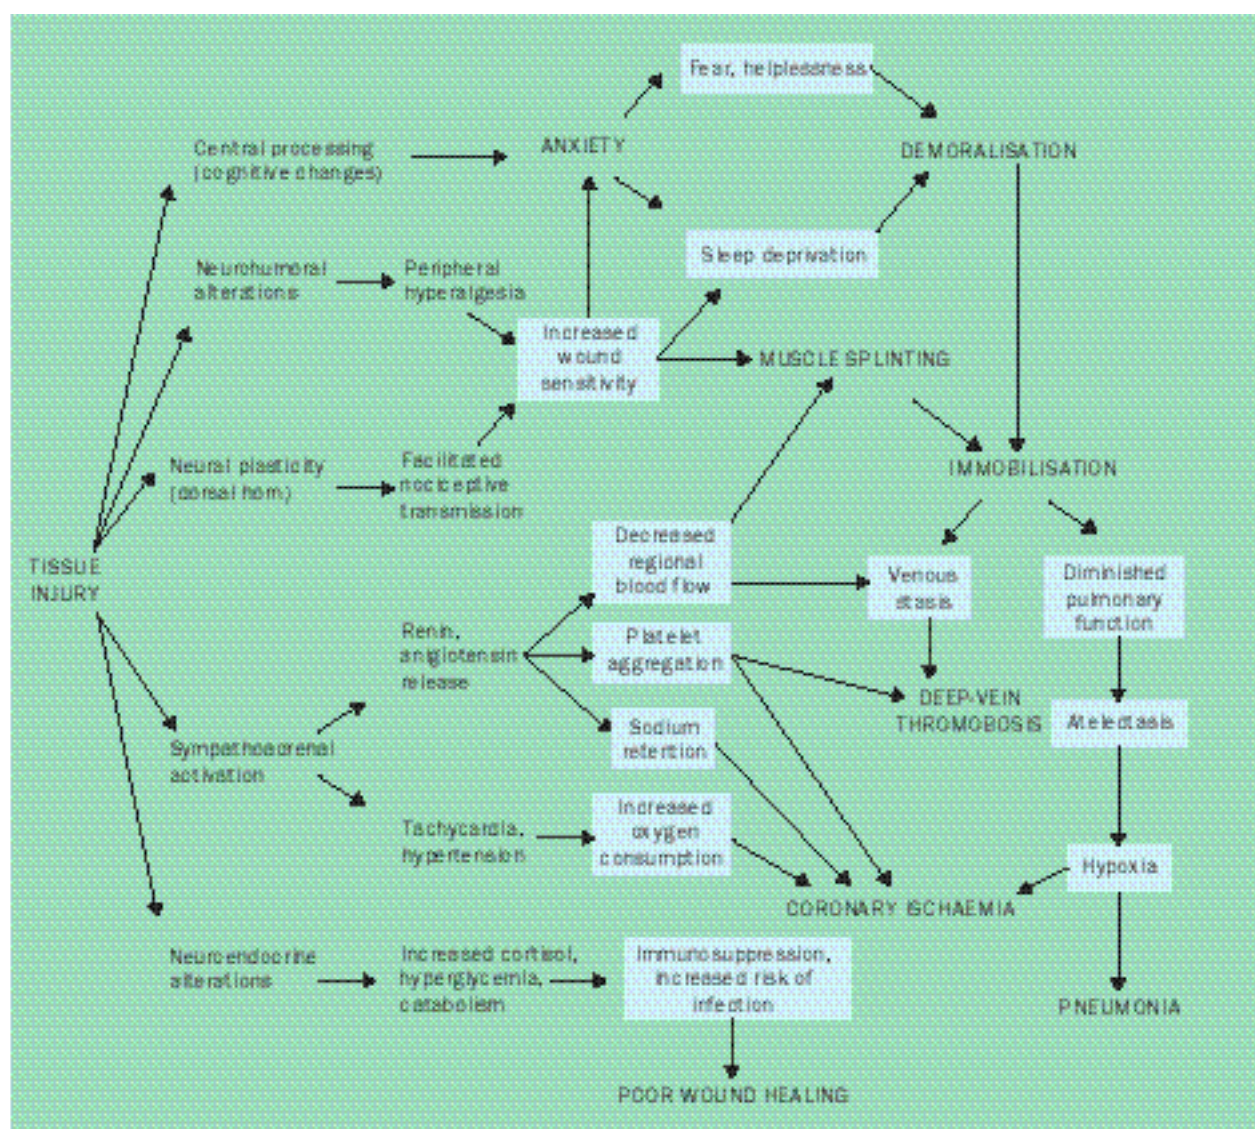 Fear, helplessness
ANXIETY
DEMORALISATION
Central processing
(cognitive changes)
Sleep deprivation
Neurohumoral
alterations
Peripheral
hyperalgesia
Increased
wound
sensitivity
MUSCLE SPLINTING
Neural plasticity
(dorsal horn)
Facilitated
nociceptive
transmission
IMMOBILISATION
TISSUE
INJURY
Decreased
regional
blood flow
Venous
stasis
Diminished
pulmonary
function
Renin,
angiotensin
release
Platelet
aggregation
DEEP-VEIN
THROMOBOSIS
Atelectasis
Sodium
retention
Sympathoadrenal
activation
Tachycardia,
hypertension
Increased
oxygen
consumption
Hypoxia
CORONARY ISCHAEMIA
Neuroendocrine
alterations
Increased cortisol,
hyperglycemia,
catabolism
Immunosuppression,
increased risk of
infection
PNEUMONIA
POOR WOUND HEALING